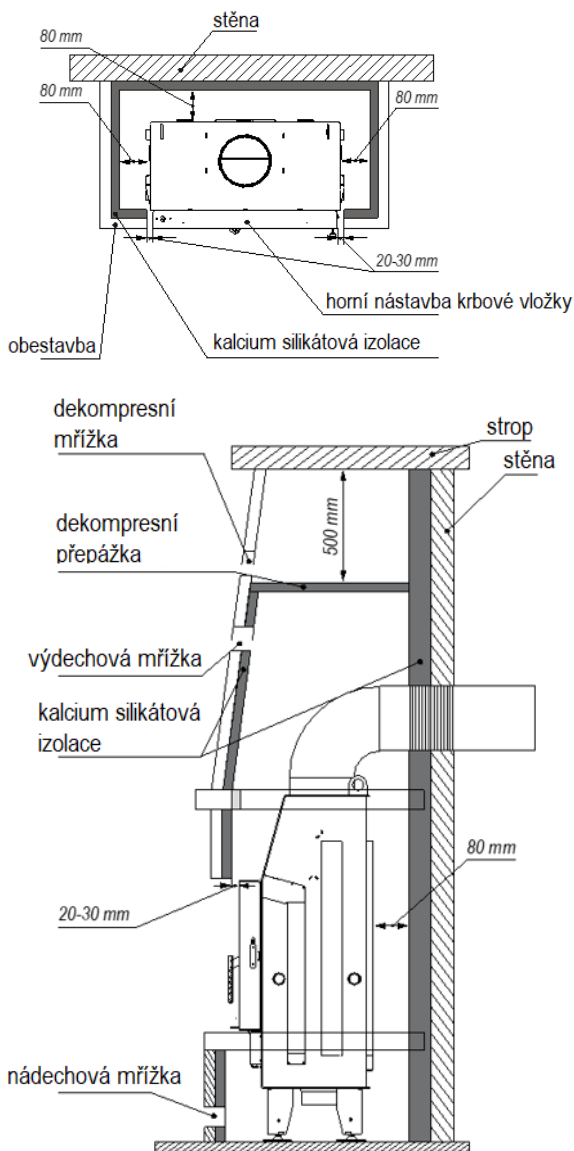 stěna
80 mm
80 mm
80 mm
20-30 mm
horní nástavba krbové vložky
kalcium silikátová izolace
obestavba
dekompresní
mřížka
strop
stěna
dekompresní
přepážka
500 mm
výdechová mřížka
kalcium silikátová
izolace
80 mm
20-30 mm
nádechová mřížka